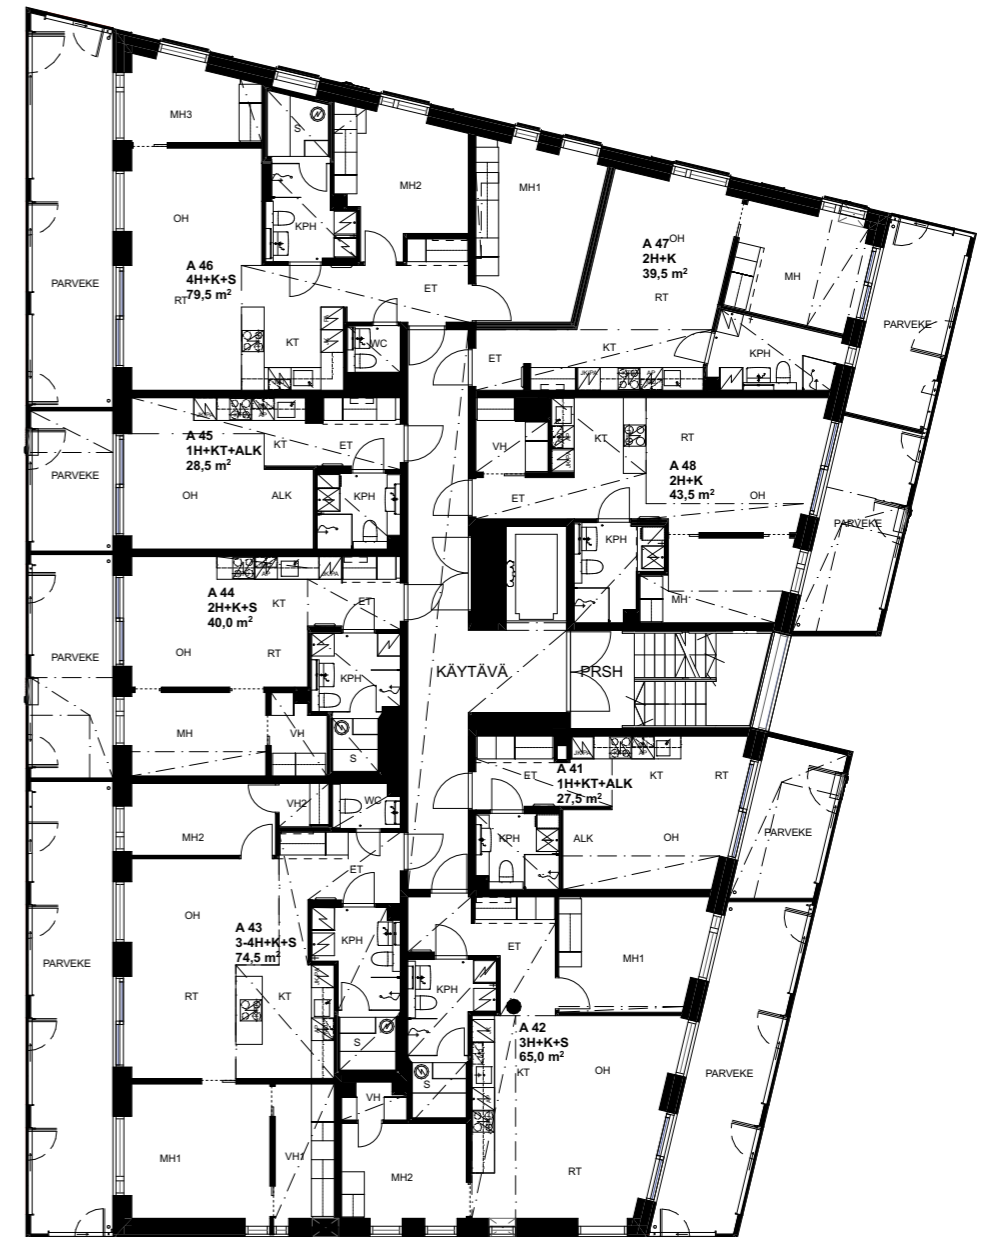 MH3
S
MH2
MH1
OH
KPH
A 46
4H+K+S
79,5 m²
RT
PARVEKE
ET
KT
WC
A 47
2H+K
39,5 m²
OH
RT
MH
PARVEKE
KT
ET
KPH
A 45
1H+KT+ALK
28,5 m²
KT
ET
PARVEKE
OH
ALK
KPH
VH
KT
RT
A 48
2H+K
43,5 m²
ET
OH
PARVEKE
KPH
MH
A 44
2H+K+S
40,0 m²
KT
ET
OH
RT
PARVEKE
KPH
MH
VH
S
KÄYTÄVÄ
PRSH
A 41
1H+KT+ALK
27,5 m²
ET
KT
RT
KPH
ALK
OH
PARVEKE
VH2
WC
MH2
ET
OH
A 43
3-4H+K+S
74,5 m²
KPH
PARVEKE
RT
KT
S
MH1
VH1
ET
MH1
KPH
A 42
3H+K+S
65,0 m²
KT
OH
PARVEKE
S
VH
MH2
RT